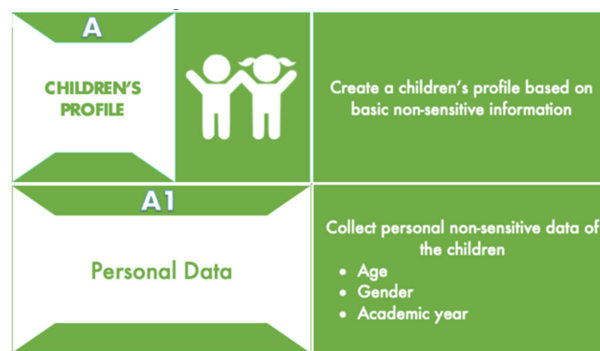 A
CHILDREN'S
PROFILE
Create a children's profile based on
basic non-sensitive information
A1
Personal Data
Collect personal non-sensitive data of
the children
• Age
• Gender
• Academic year